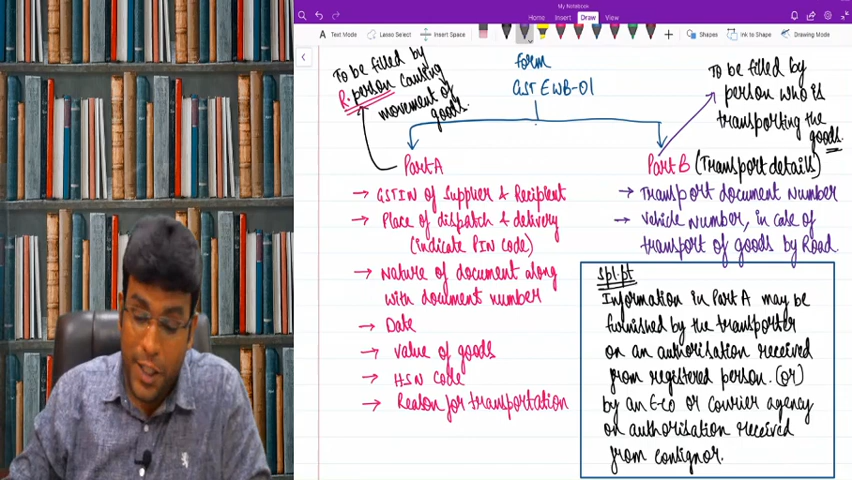 My Notebook
Home Insert Draw View
Text Mode Lasso Select Insert Space Shapes Ink to Shape Drawing Mode
To be filled by
R.person causing
movement of
goods.
Form
GST EWB-01
To be filled by
person who is
transporting the
goods.
Part A
→ GSTIN of Supplier & Recipient
→ Place of dispatch & delivery
(indicate PIN code)
→ Nature of document along
with document number
→ Date
→ Value of goods
→ HSN Code
→ Reason for transportation
Part B (Transport details)
→ Transport document Number
→ Vehicle Number, in case of
transport of goods by Road.
Spl.pt
Information in Part A may be
furnished by the transporter
on an authorisation received
from registered person. (or)
by an E-Co or Courier agency
on authorisation received
from consignor.